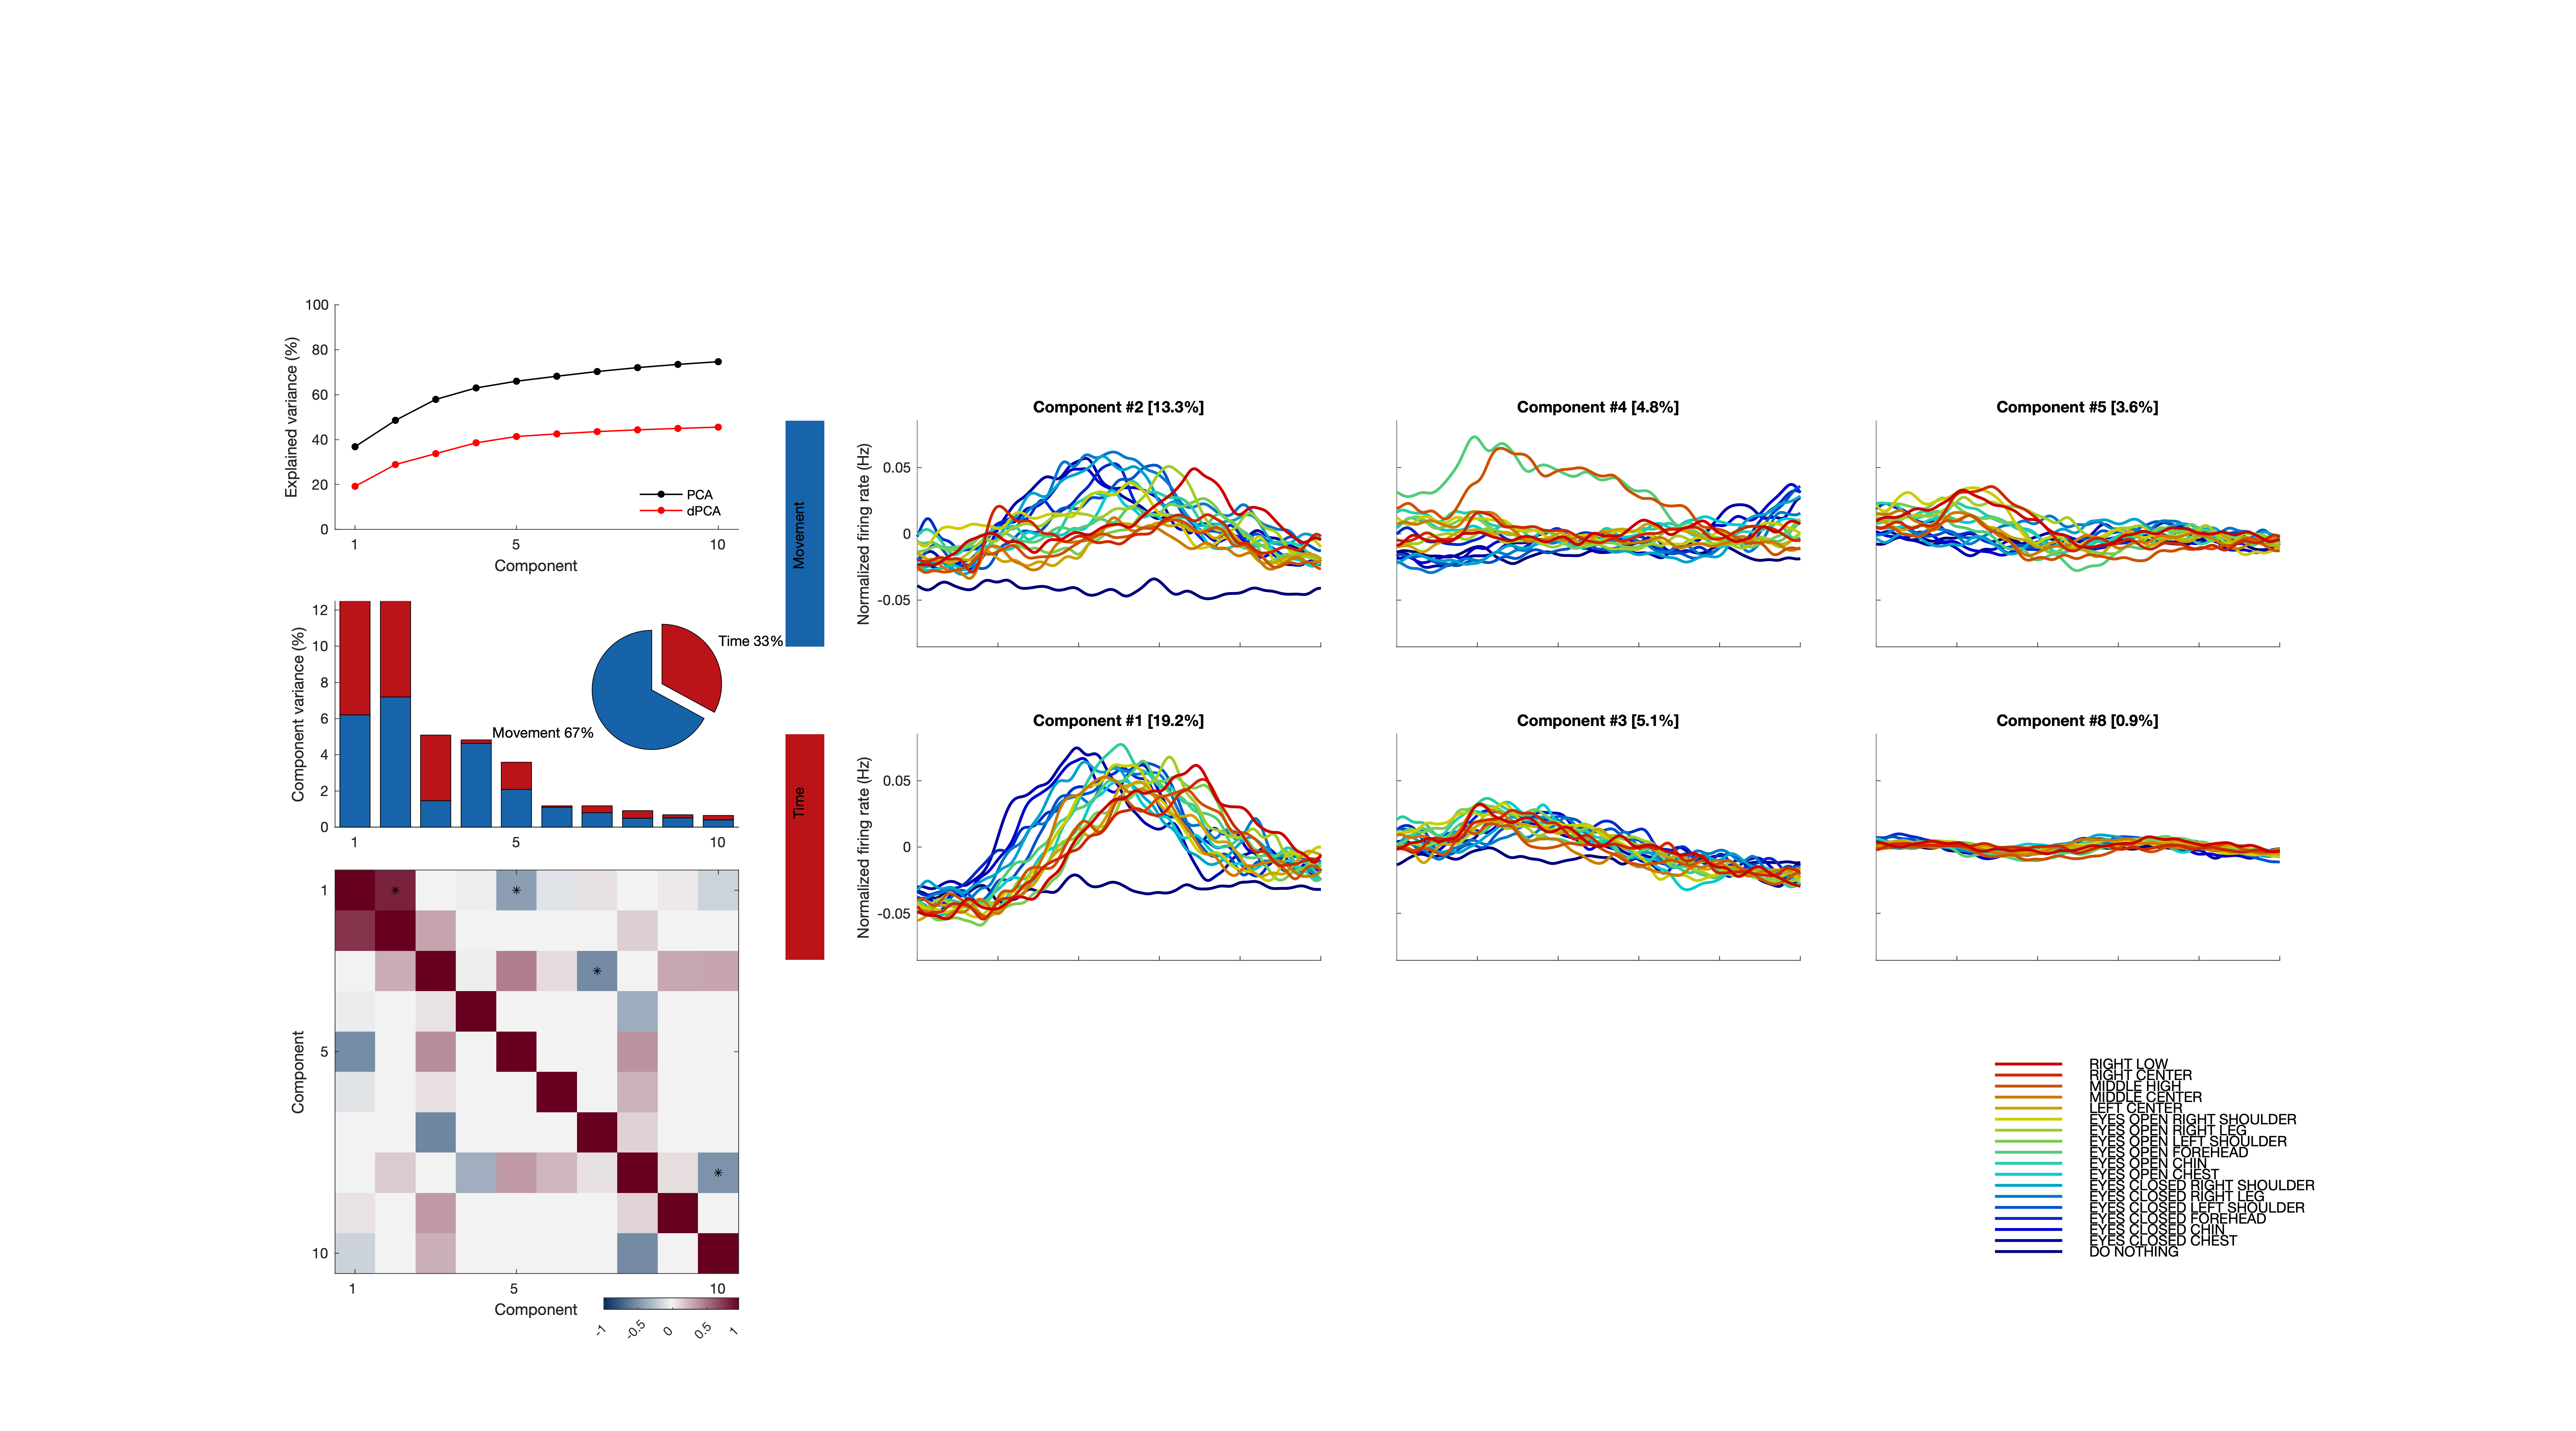 100
80
60
40
20
0
Explained variance (%)
PCA
dPCA
1
5
10
Component
12
10
8
6
4
2
0
Component variance (%)
Time 33%
Movement 67%
1
5
10
1
5
10
Component
1
5
10
Component
-1
-0.5
0
0.5
1
Movement
Time
Component #2 [13.3%]
Normalized firing rate (Hz)
0.05
0
-0.05
Component #4 [4.8%]
Component #5 [3.6%]
Component #1 [19.2%]
Normalized firing rate (Hz)
0.05
0
-0.05
Component #3 [5.1%]
Component #8 [0.9%]
RIGHT LOW
RIGHT CENTER
MIDDLE HIGH
MIDDLE CENTER
LEFT CENTER
EYES OPEN RIGHT SHOULDER
EYES OPEN RIGHT LEG
EYES OPEN LEFT SHOULDER
EYES OPEN FOREHEAD
EYES OPEN CHIN
EYES OPEN CHEST
EYES CLOSED RIGHT SHOULDER
EYES CLOSED RIGHT LEG
EYES CLOSED LEFT SHOULDER
EYES CLOSED FOREHEAD
EYES CLOSED CHIN
EYES CLOSED CHEST
DO NOTHING